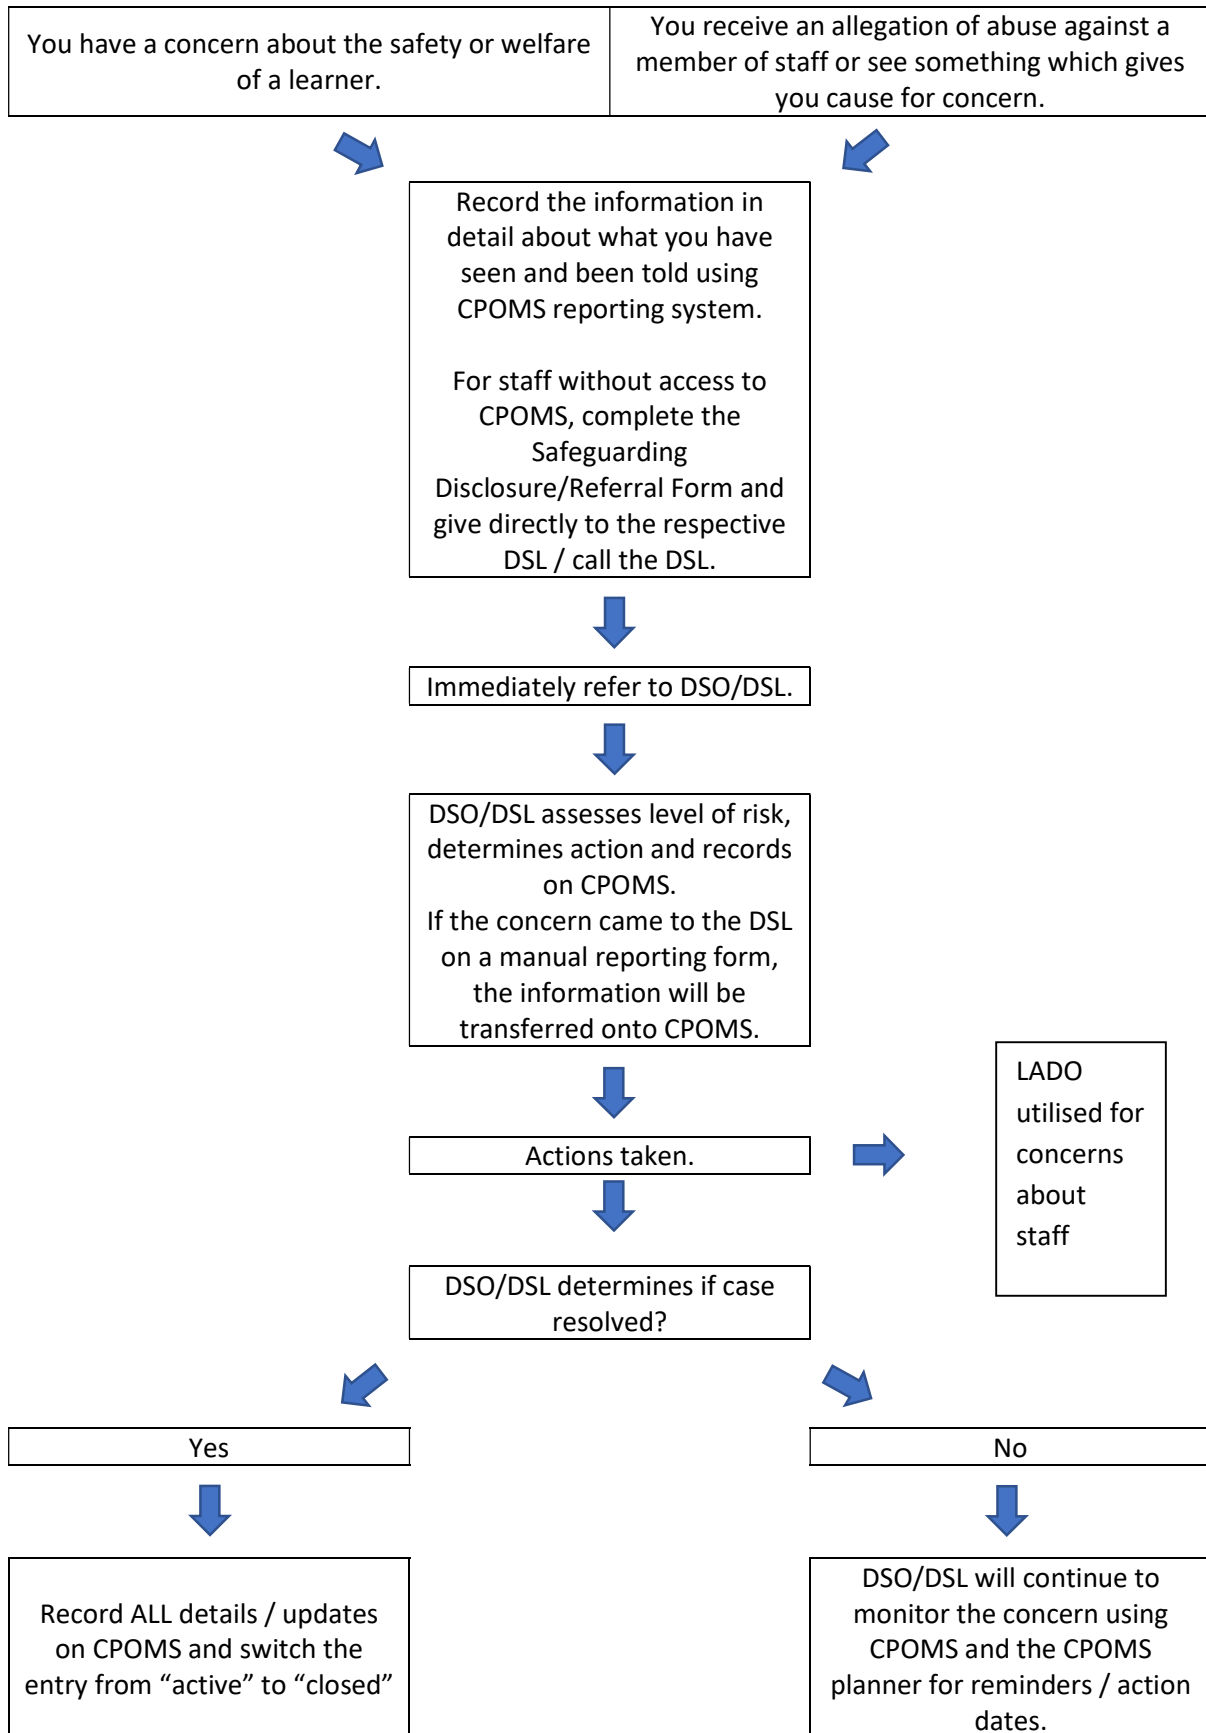 You have a concern about the safety or welfare
of a learner.
You receive an allegation of abuse against a
member of staff or see something which gives
you cause for concern.
Record the information in
detail about what you have
seen and been told using
CPOMS reporting system.
For staff without access to
CPOMS, complete the
Safeguarding
Disclosure/Referral Form and
give directly to the respective
DSL / call the DSL.
Immediately refer to DSO/DSL.
DSO/DSL assesses level of risk,
determines action and records
on CPOMS.
If the concern came to the DSL
on a manual reporting form,
the information will be
transferred onto CPOMS.
Actions taken.
LADO
utilised for
concerns
about
staff
DSO/DSL determines if case
resolved?
Yes
No
Record ALL details / updates
on CPOMS and switch the
entry from “active” to “closed”
DSO/DSL will continue to
monitor the concern using
CPOMS and the CPOMS
planner for reminders / action
dates.